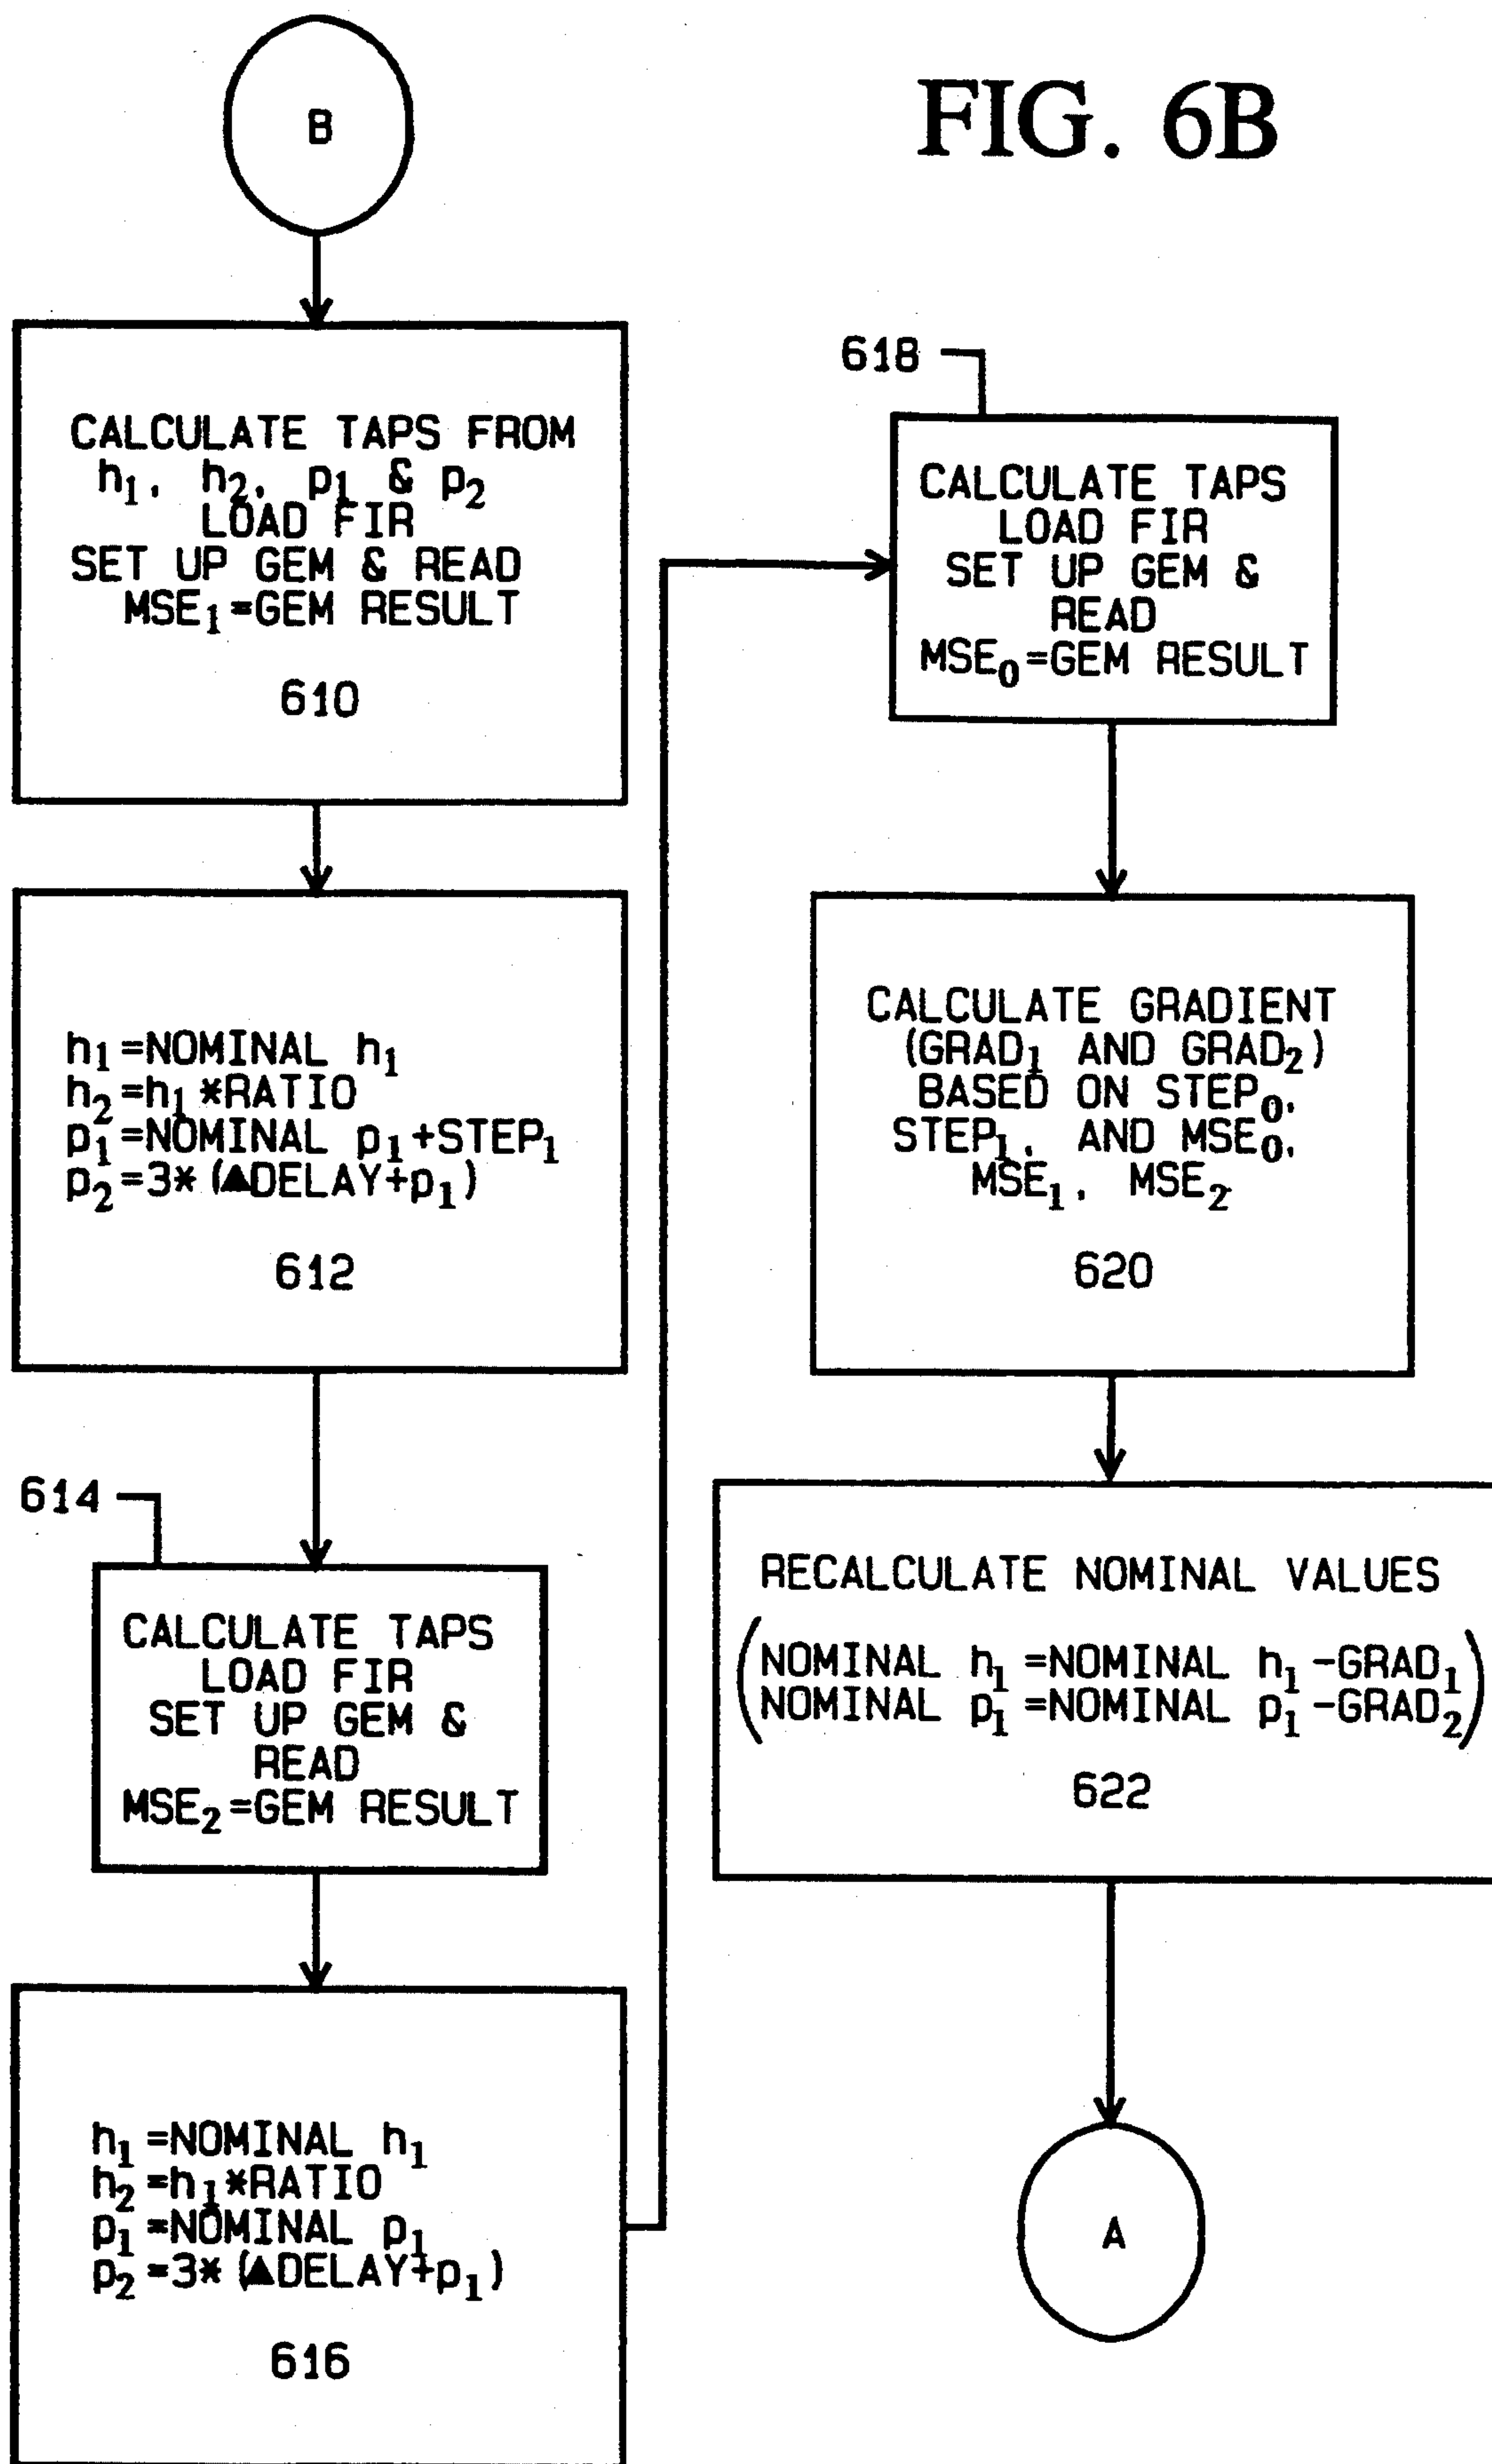 FIG. 6B
B
CALCULATE TAPS FROM
h₁, h₂, p₁ & p₂
LOAD FIR
SET UP GEM & READ
MSE₁=GEM RESULT
610
h₁=NOMINAL h₁
h₂=h₁*RATIO
p₁=NOMINAL p₁+STEP₁
p₂=3*(▲DELAY+p₁)
612
614
CALCULATE TAPS
LOAD FIR
SET UP GEM &
READ
MSE₂=GEM RESULT
h₁=NOMINAL h₁
h₂=h₁*RATIO
p₁=NOMINAL p₁
p₂=3*(▲DELAY+p₁)
616
618
CALCULATE TAPS
LOAD FIR
SET UP GEM &
READ
MSE₀=GEM RESULT
CALCULATE GRADIENT
(GRAD₁ AND GRAD₂)
BASED ON STEP₀,
STEP₁, AND MSE₀,
MSE₁, MSE₂
620
RECALCULATE NOMINAL VALUES
(NOMINAL h₁=NOMINAL h₁-GRAD₁
NOMINAL p₁=NOMINAL p₁-GRAD₂)
622
A